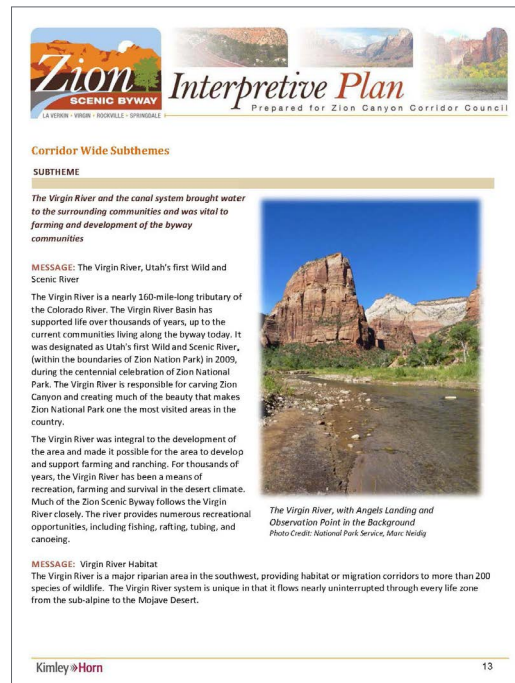 Zion
SCENIC BYWAY
LA VERKIN • VIRGIN • ROCKVILLE • SPRINGDALE
Interpretive Plan
Prepared for Zion Canyon Corridor Council
Corridor Wide Subthemes
SUBTHEME
The Virgin River and the canal system brought water
to the surrounding communities and was vital to
farming and development of the byway
communities
MESSAGE: The Virgin River, Utah's first Wild and
Scenic River
The Virgin River is a nearly 160-mile-long tributary of
the Colorado River. The Virgin River Basin has
supported life over thousands of years, up to the
current communities living along the byway today. It
was designated as Utah's first Wild and Scenic River,
(within the boundaries of Zion Nation Park) in 2009,
during the centennial celebration of Zion National
Park. The Virgin River is responsible for carving Zion
Canyon and creating much of the beauty that makes
Zion National Park one the most visited areas in the
country.
The Virgin River was integral to the development of
the area and made it possible for the area to develop
and support farming and ranching. For thousands of
years, the Virgin River has been a means of
recreation, farming and survival in the desert climate.
Much of the Zion Scenic Byway follows the Virgin
River closely. The river provides numerous recreational
opportunities, including fishing, rafting, tubing, and
canoeing.
The Virgin River, with Angels Landing and
Observation Point in the Background
Photo Credit: National Park Service, Marc Neidig
MESSAGE: Virgin River Habitat
The Virgin River is a major riparian area in the southwest, providing habitat or migration corridors to more than 200
species of wildlife. The Virgin River system is unique in that it flows nearly uninterrupted through every life zone
from the sub-alpine to the Mojave Desert.
Kimley»Horn
13